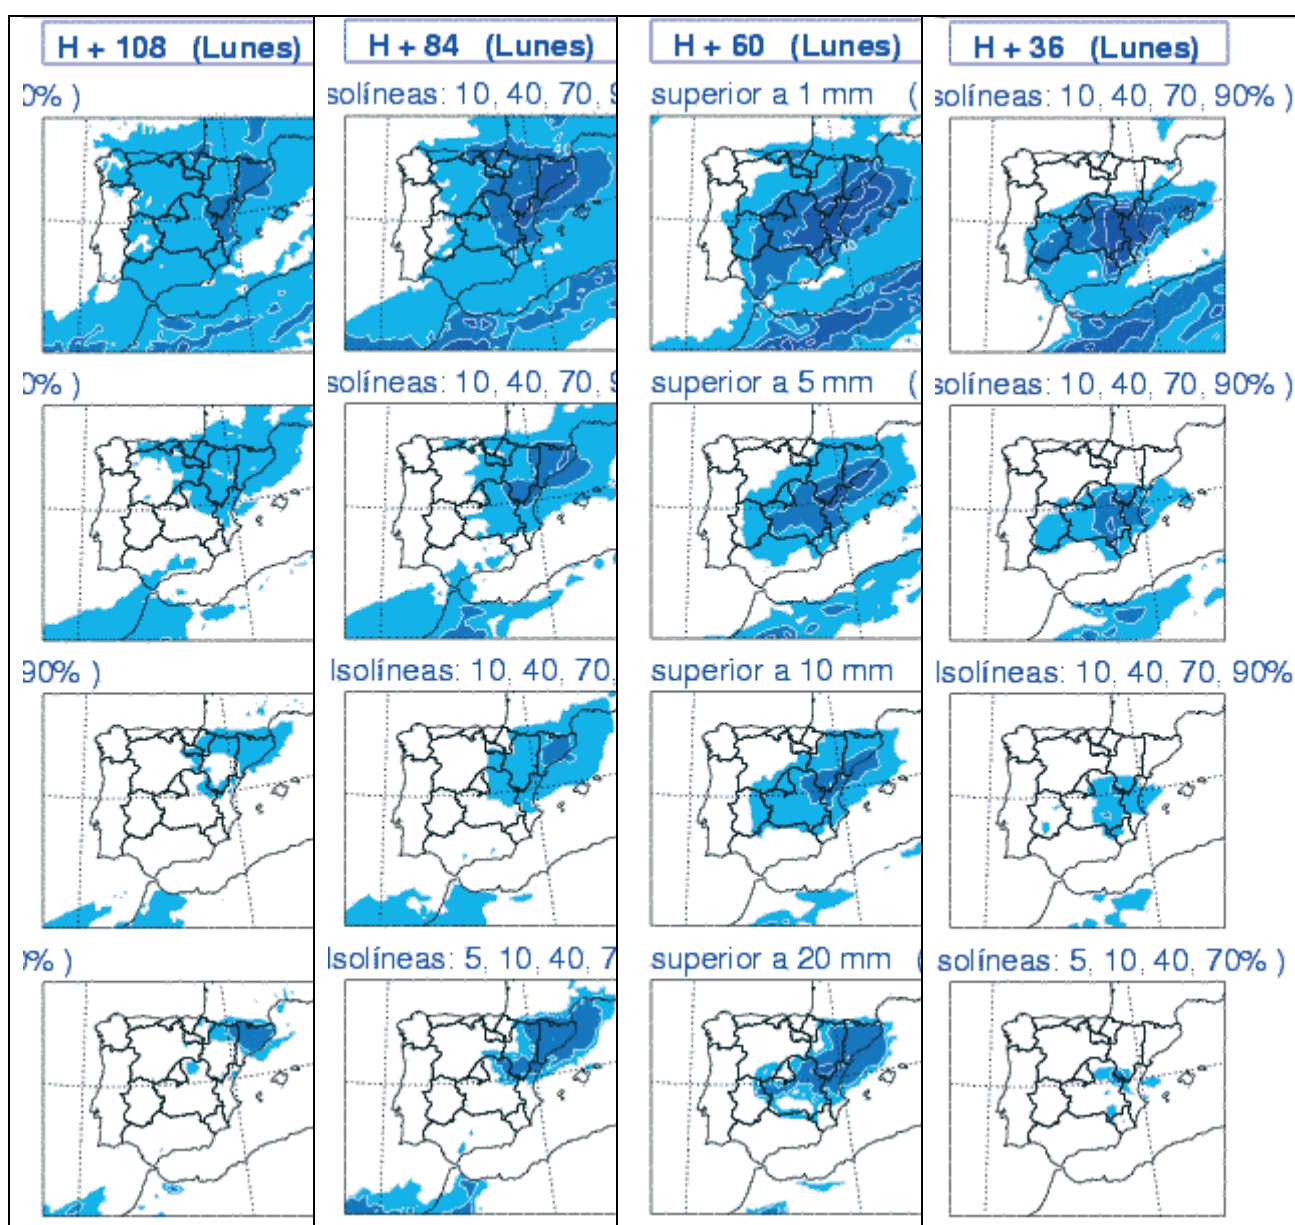 H + 108 (Lunes)
H + 84 (Lunes)
H + 60 (Lunes)
H + 36 (Lunes)
0% )
solíneas: 10, 40, 70, 9
superior a 1 mm (
solíneas: 10, 40, 70, 90% )
0% )
solíneas: 10, 40, 70, 9
superior a 5 mm (
solíneas: 10, 40, 70, 90% )
90% )
Isolíneas: 10, 40, 70,
superior a 10 mm
Isolíneas: 10, 40, 70, 90%
% )
Isolíneas: 5, 10, 40, 7
superior a 20 mm (
solíneas: 5, 10, 40, 70% )